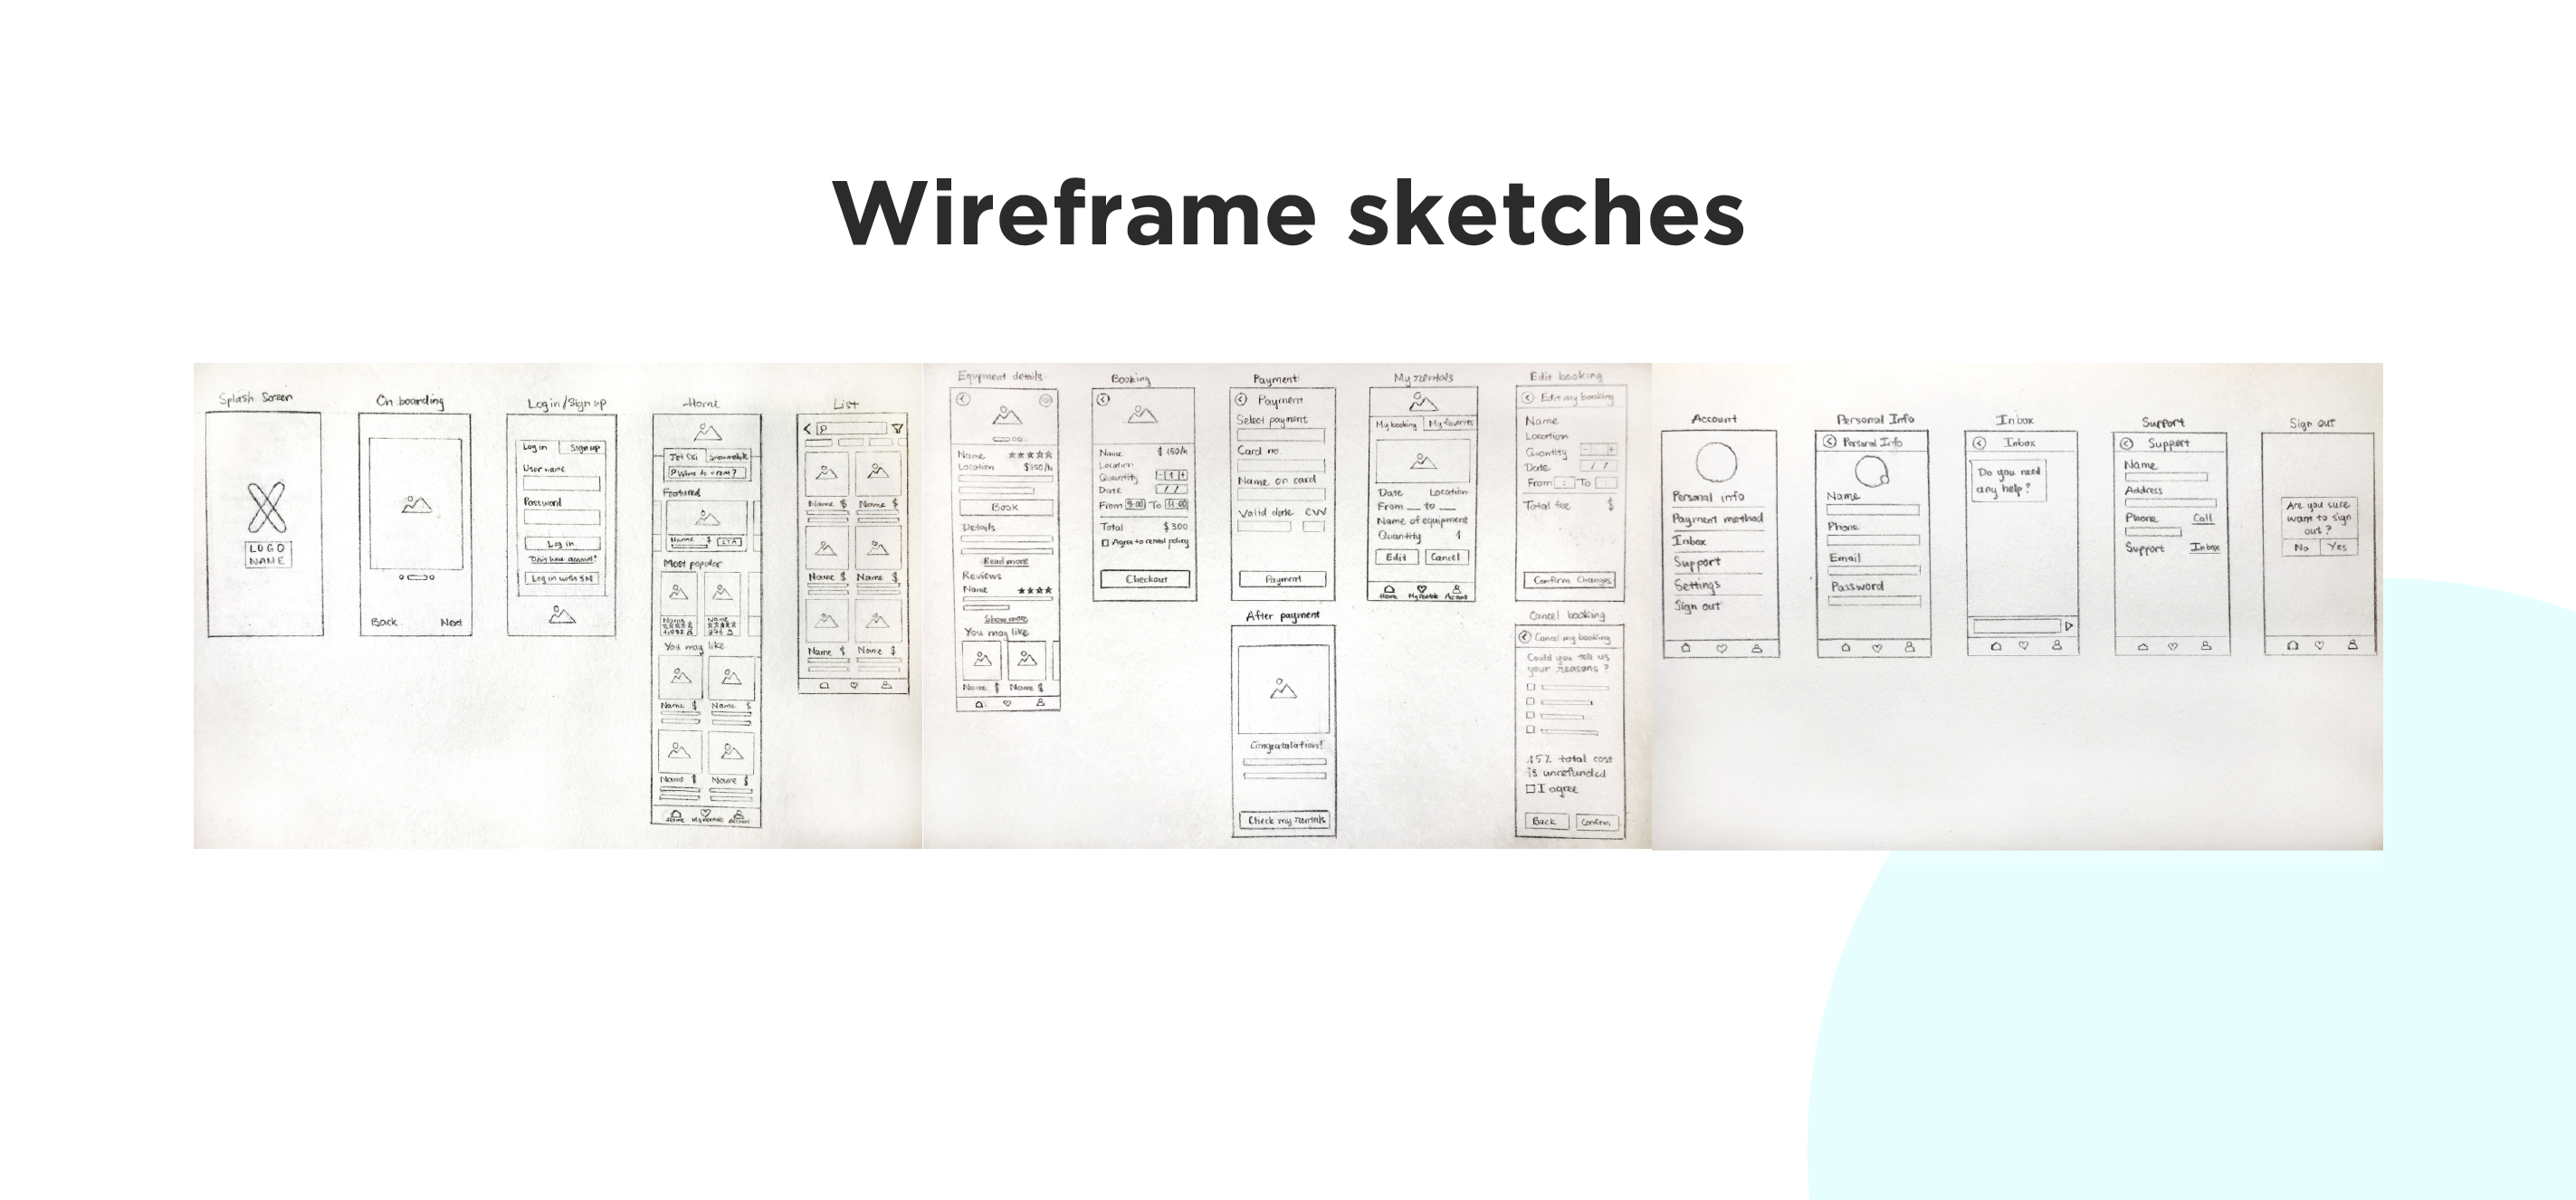 Wireframe sketches
Splash Screen
On boarding
Log in/Sign up
Home
List
LOGO
NAME
Back Next
Log in Sign up
User name
Password
Log in
Don't have account?
Log in with SM
Jet Ski Snowmobile
Where to rent?
Featured
Name $ CTA
Most popular
Name Name
You may like
Name $ Name $
Name $ Name $
Home My rentals Account
Name $ Name $
Name $ Name $
Name $ Name $
Equpment details
Name ★★★★★
Location $150/h
Book
Details
Read more
Reviews
Name ★★★★
Show more
You may like
Name $ Name $
Booking
Name $150/h
Location
Quantity - 1 +
Date / /
From 9:00 To 11:00
Total $300
Agree to rental policy
Checkout
Payment
Payment
Select payment
Card no.
Name on card
Valid date CVV
Payment
After payment
Congratulation!
Check my rentals
My rentals
My booking My favorites
Date Location
From __ to __
Name of equipment
Quantity 1
Edit Cancel
Home My rentals Account
Edit booking
Edit my booking
Name
Location
Quantity - +
Date / /
From : To :
Total fee $
Confirm Changes
Cancel booking
Cancel my booking
Could you tell us
your reasons ?
15% total cost
is unrefunded
I agree
Back Confirm
Account
Personal info
Payment method
Inbox
Support
Settings
Sign out
Personal Info
Personal Info
Name
Phone
Email
Password
Inbox
Inbox
Do you need
any help?
Support
Support
Name
Address
Phone Call
Support Inbox
Sign out
Are you sure
want to sign
out ?
No Yes